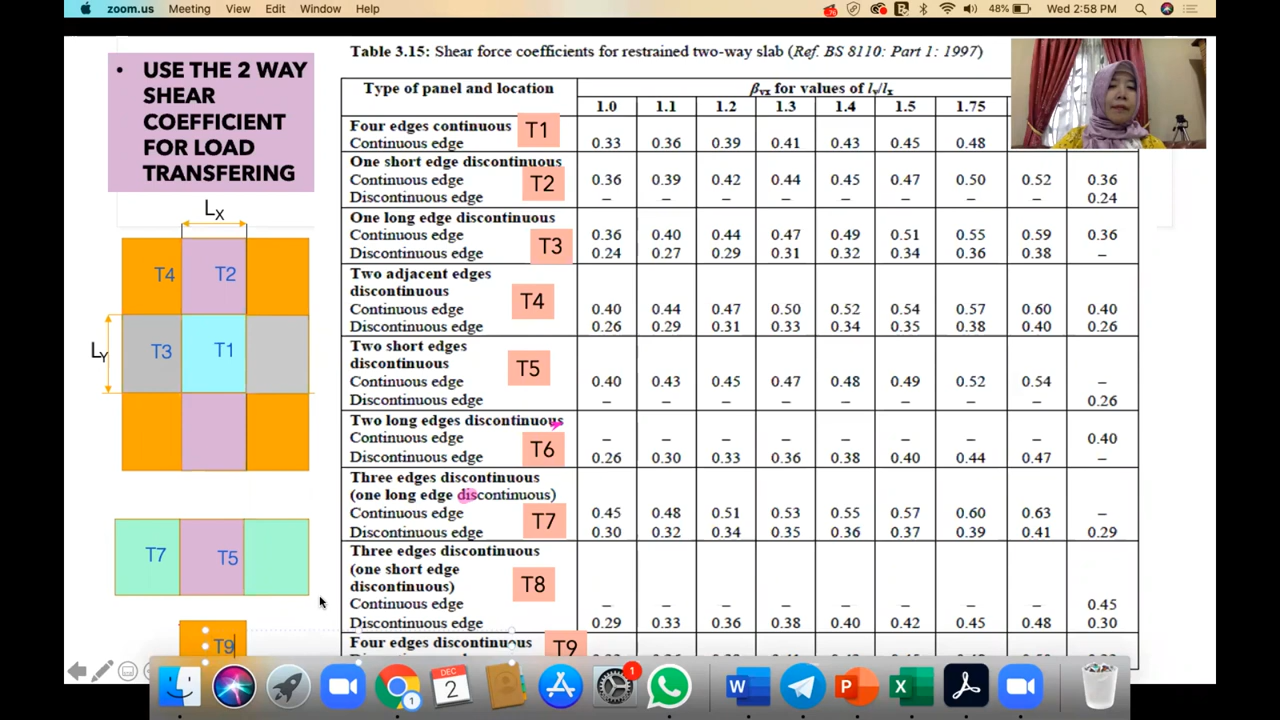 zoom.us Meeting View Edit Window Help 48% Wed 2:58 PM
• USE THE 2 WAY
SHEAR
COEFFICIENT
FOR LOAD
TRANSFERING
LX
T4 T2
LY
T3 T1
T7 T5
T9
Table 3.15: Shear force coefficients for restrained two-way slab (Ref. BS 8110: Part 1: 1997)
Type of panel and location
βvx for values of ly/lx
1.0 1.1 1.2 1.3 1.4 1.5 1.75
Four edges continuous T1
Continuous edge 0.33 0.36 0.39 0.41 0.43 0.45 0.48
One short edge discontinuous T2
Continuous edge 0.36 0.39 0.42 0.44 0.45 0.47 0.50 0.52 0.36
Discontinuous edge – – – – – – – – 0.24
One long edge discontinuous T3
Continuous edge 0.36 0.40 0.44 0.47 0.49 0.51 0.55 0.59 0.36
Discontinuous edge 0.24 0.27 0.29 0.31 0.32 0.34 0.36 0.38 –
Two adjacent edges
discontinuous T4
Continuous edge 0.40 0.44 0.47 0.50 0.52 0.54 0.57 0.60 0.40
Discontinuous edge 0.26 0.29 0.31 0.33 0.34 0.35 0.38 0.40 0.26
Two short edges
discontinuous T5
Continuous edge 0.40 0.43 0.45 0.47 0.48 0.49 0.52 0.54 –
Discontinuous edge – – – – – – – – 0.26
Two long edges discontinuous T6
Continuous edge – – – – – – – – 0.40
Discontinuous edge 0.26 0.30 0.33 0.36 0.38 0.40 0.44 0.47 –
Three edges discontinuous
(one long edge discontinuous) T7
Continuous edge 0.45 0.48 0.51 0.53 0.55 0.57 0.60 0.63 –
Discontinuous edge 0.30 0.32 0.34 0.35 0.36 0.37 0.39 0.41 0.29
Three edges discontinuous
(one short edge
discontinuous) T8
Continuous edge – – – – – – – – 0.45
Discontinuous edge 0.29 0.33 0.36 0.38 0.40 0.42 0.45 0.48 0.30
Four edges discontinuous T9
DEC
2
1
1
W P X